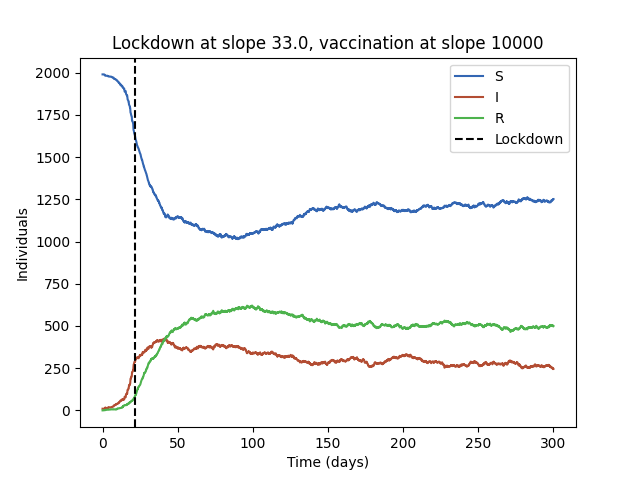 Lockdown at slope 33.0, vaccination at slope 10000
S
I
R
Lockdown
2000
1750
1500
1250
1000
750
500
250
0
Individuals
0 50 100 150 200 250 300
Time (days)